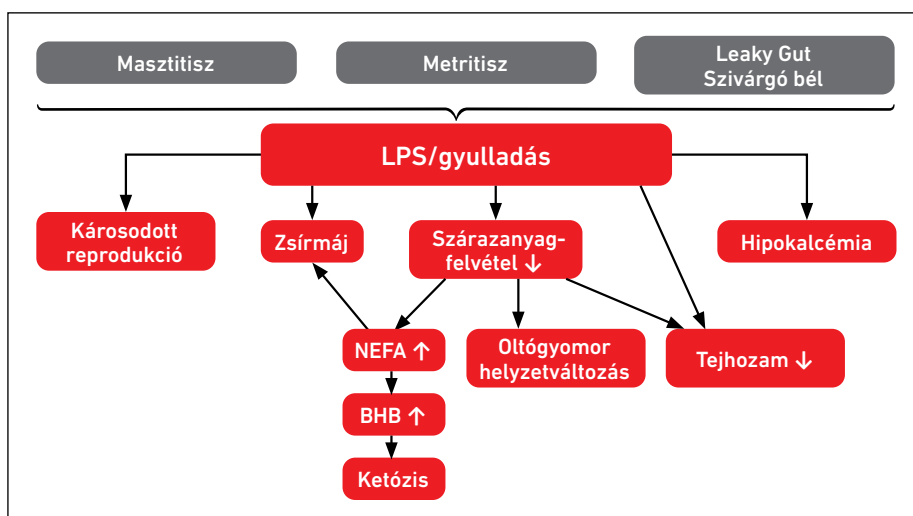 Masztitisz
Metritisz
Leaky Gut
Szivárgó bél
LPS/gyulladás
Károsodott
reprodukció
Zsírmáj
Szárazanyag-
felvétel ↓
Hipokalcémia
NEFA ↑
Oltógyomor
helyzetváltozás
Tejhozam ↓
BHB ↑
Ketózis